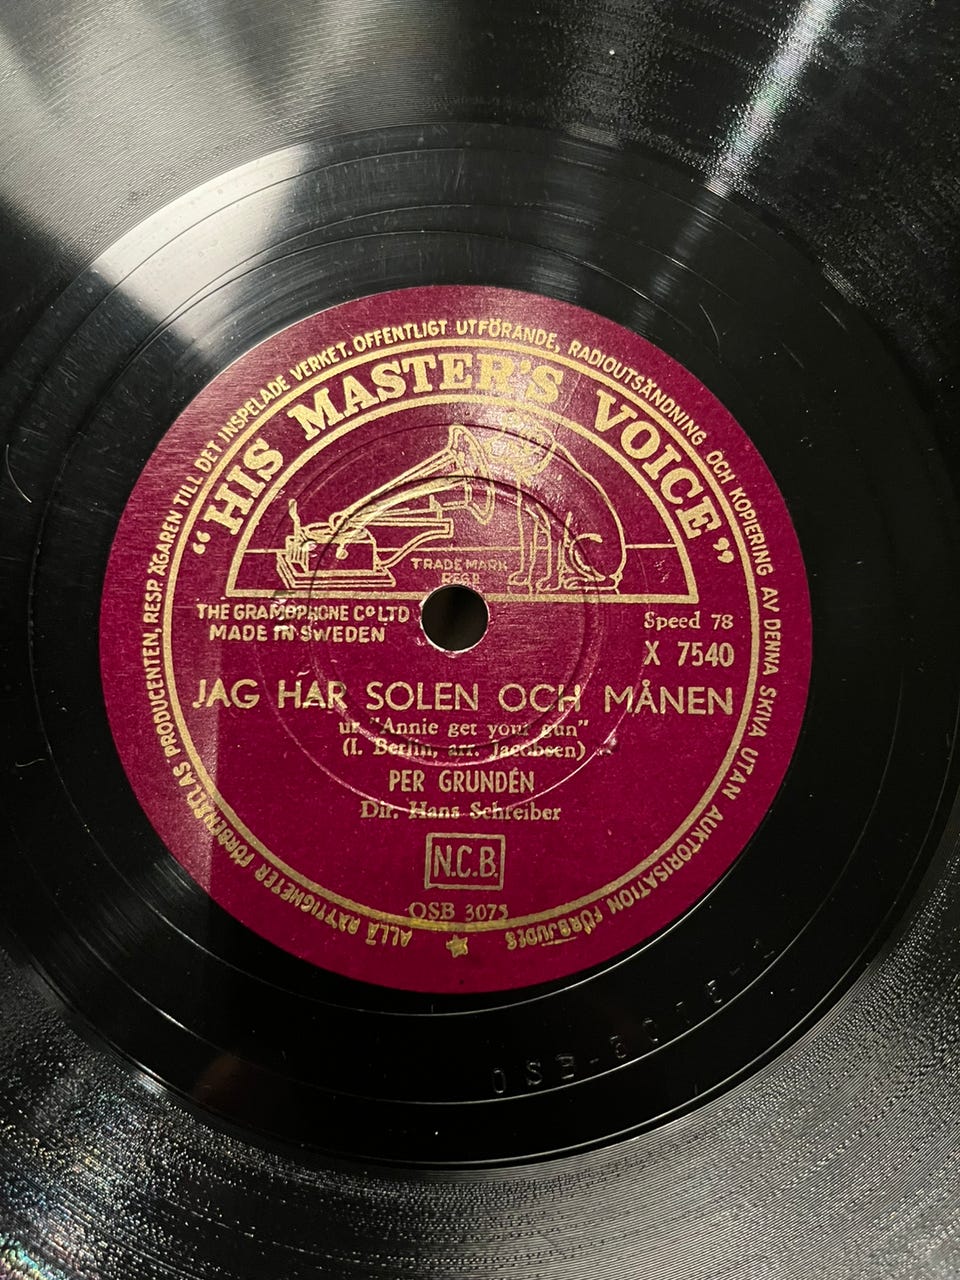 ALLA RÄTTIGHETER FÖRBEHÅLLAS PRODUCENTEN, RESP. ÄGAREN TILL DET INSPELADE VERKET. OFFENTLIGT UTFÖRANDE, RADIOUTSÄNDNING OCH KOPIERING AV DENNA SKIVA UTAN AUKTORISATION FÖRBJUDES
"HIS MASTER'S VOICE"
TRADE MARK
REGD.
THE GRAMOPHONE Co LTD
MADE IN SWEDEN
Speed 78
X 7540
JAG HAR SOLEN OCH MÅNEN
ur "Annie get your gun"
(I. Berlin, arr. Jacobsen)
PER GRUNDÉN
Dir. Hans Schreiber
N.C.B.
OSB 3075